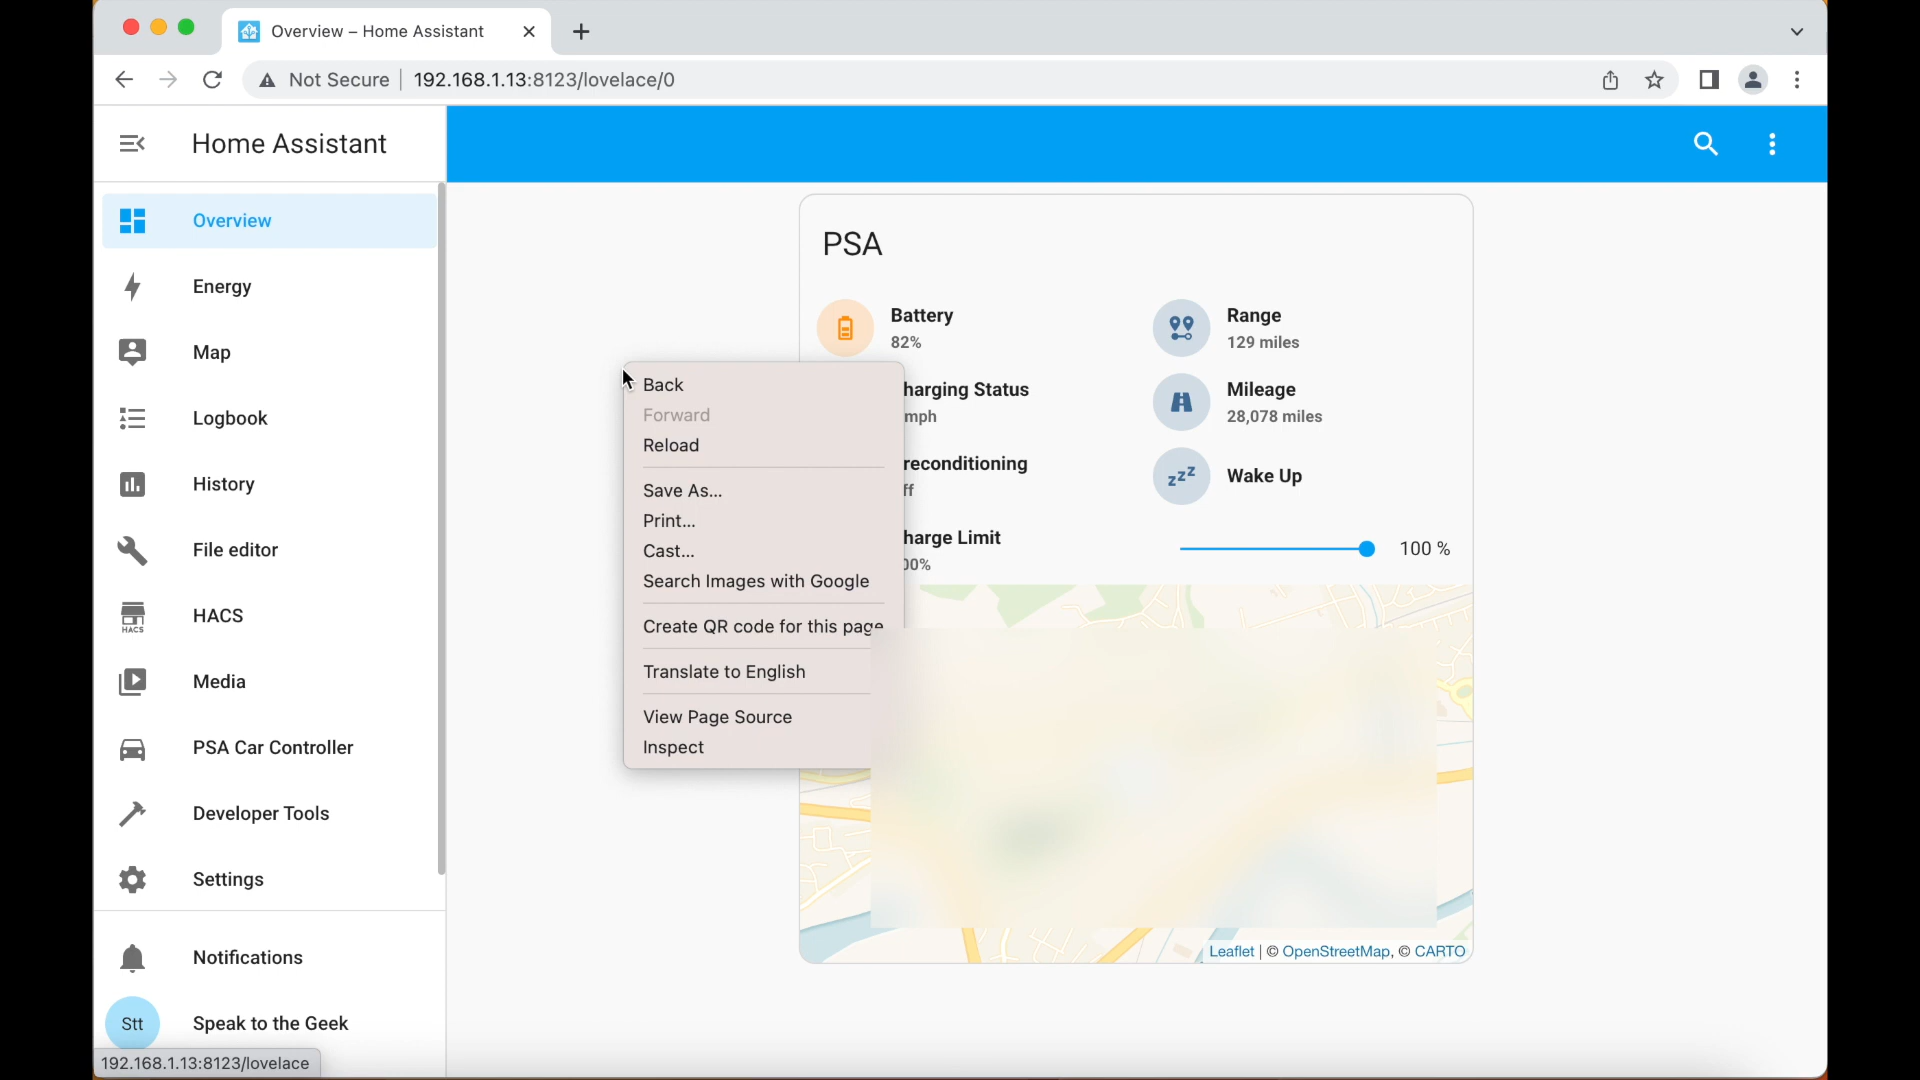 Overview – Home Assistant
Not Secure
192.168.1.13:8123/lovelace/0
Home Assistant
Overview
Energy
Map
Logbook
History
File editor
HACS
HACS
Media
PSA Car Controller
Developer Tools
Settings
Notifications
Stt
Speak to the Geek
192.168.1.13:8123/lovelace
PSA
Battery
82%
Range
129 miles
harging Status
mph
Mileage
28,078 miles
reconditioning
ff
zzz
Wake Up
harge Limit
00%
100 %
Back
Forward
Reload
Save As...
Print...
Cast...
Search Images with Google
Create QR code for this page
Translate to English
View Page Source
Inspect
Leaflet | © OpenStreetMap, © CARTO